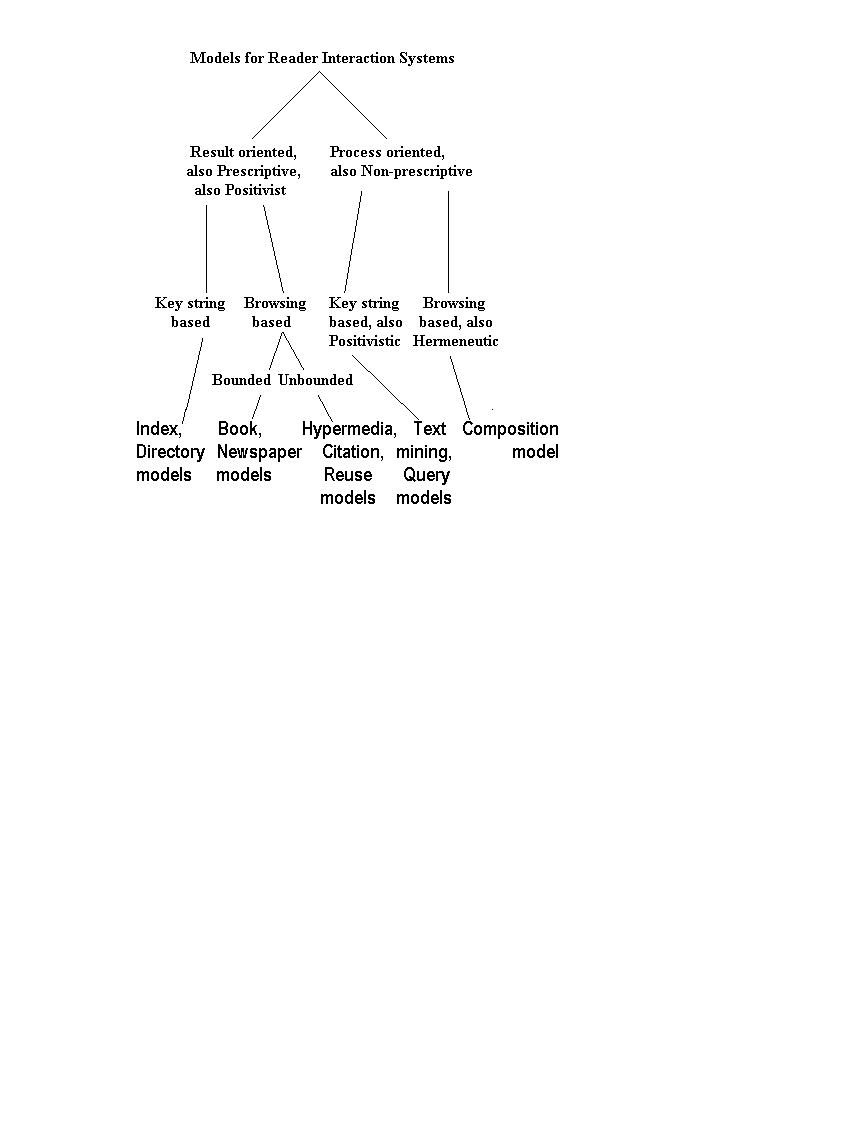 Models for Reader Interaction Systems
Result oriented,
also Prescriptive,
also Positivist
Process oriented,
also Non-prescriptive
Key string
based
Browsing
based
Key string
based, also
Positivistic
Browsing
based, also
Hermeneutic
Bounded
Unbounded
Index,
Directory
models
Book,
Newspaper
models
Hypermedia,
Citation,
Reuse
models
Text
mining,
Query
models
Composition
model